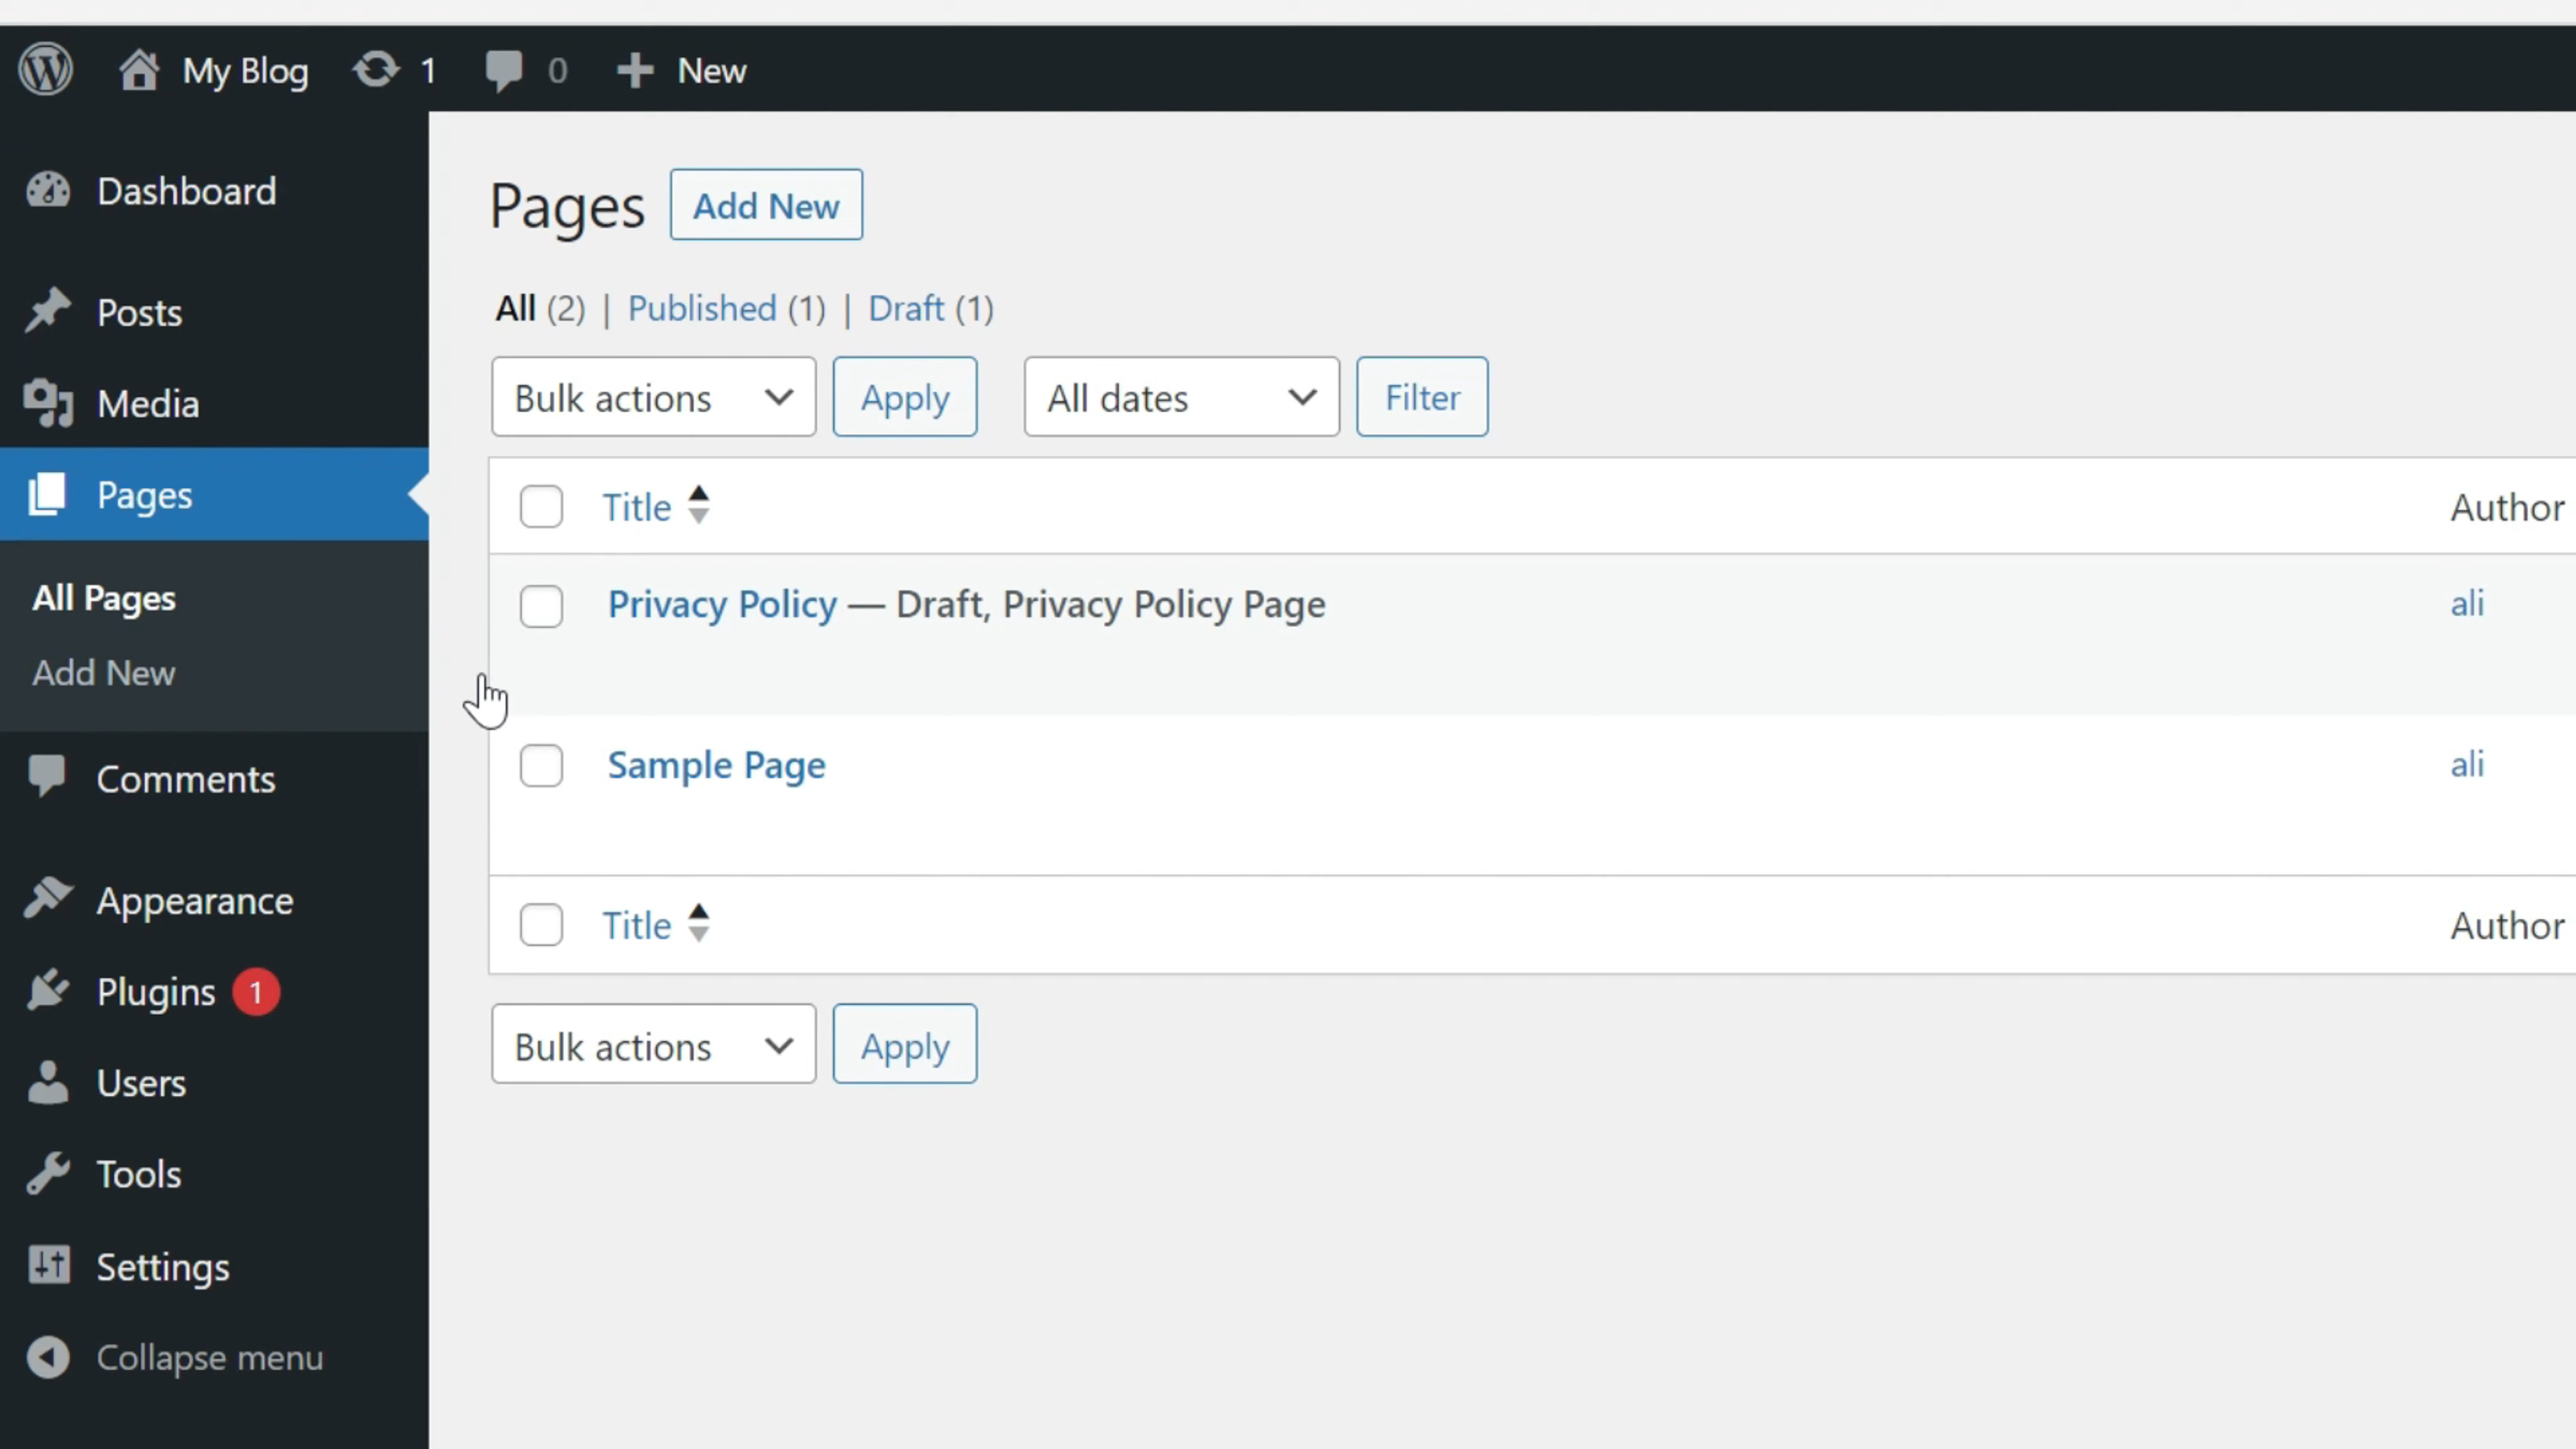 My Blog 1 0 New
Dashboard
Posts
Media
Pages
All Pages
Add New
Comments
Appearance
Plugins 1
Users
Tools
Settings
Collapse menu
Pages Add New
All (2) | Published (1) | Draft (1)
Bulk actions Apply All dates Filter
Title Author
Privacy Policy — Draft, Privacy Policy Page ali
Sample Page ali
Title Author
Bulk actions Apply